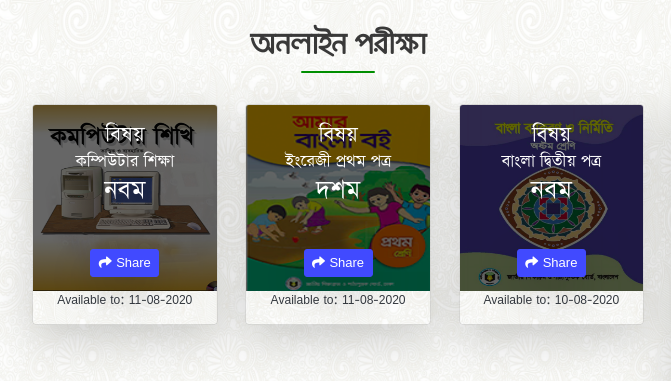 অনলাইন পরীক্ষা
কমপিউটার শিখি
বিষয়
কম্পিউটার শিক্ষা
নবম
Share
Available to: 11-08-2020
আমার
বাংলা বই
বিষয়
ইংরেজী প্রথম পত্র
দশম
প্রথম
শ্রেণি
Share
Available to: 11-08-2020
বাংলা ব্যাকরণ ও নির্মিতি
অষ্টম শ্রেণি
বিষয়
বাংলা দ্বিতীয় পত্র
নবম
Share
Available to: 10-08-2020